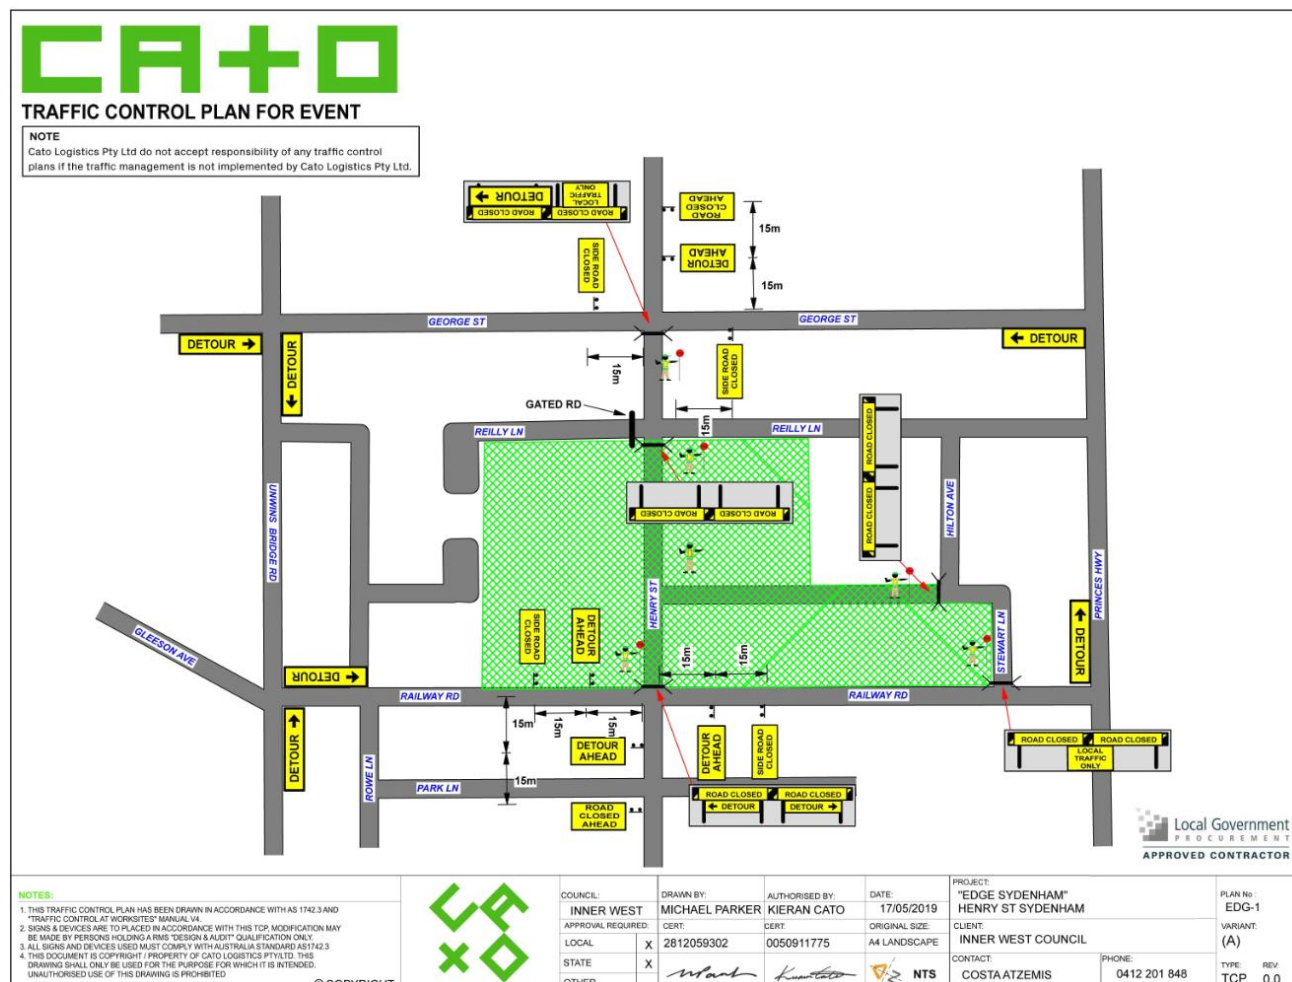 CATO
TRAFFIC CONTROL PLAN FOR EVENT
NOTE
Cato Logistics Pty Ltd do not accept responsibility of any traffic control
plans if the traffic management is not implemented by Cato Logistics Pty Ltd.
← DETOUR
LOCAL
TRAFFIC
ONLY
ROAD CLOSED
ROAD CLOSED
ROAD
CLOSED
AHEAD
15m
SIDE ROAD
CLOSED
DETOUR
AHEAD
15m
GEORGE ST
GEORGE ST
DETOUR →
← DETOUR
← DETOUR
15m
SIDE ROAD
CLOSED
GATED RD
15m
REILLY LN
REILLY LN
ROAD CLOSED
ROAD CLOSED
ROAD CLOSED
ROAD CLOSED
UNWINS BRIDGE RD
HENRY ST
HILTON AVE
PRINCES HWY
GLEESON AVE
SIDE ROAD
CLOSED
DETOUR
AHEAD
15m
15m
STEWART LN
← DETOUR
DETOUR →
RAILWAY RD
RAILWAY RD
DETOUR →
15m
15m
15m
DETOUR
AHEAD
DETOUR
AHEAD
SIDE ROAD
CLOSED
ROAD CLOSED
ROAD CLOSED
LOCAL
TRAFFIC
ONLY
ROWE LN
PARK LN
15m
ROAD
CLOSED
AHEAD
ROAD CLOSED
ROAD CLOSED
← DETOUR
DETOUR →
Local Government
PROCUREMENT
APPROVED CONTRACTOR
NOTES:
1. THIS TRAFFIC CONTROL PLAN HAS BEEN DRAWN IN ACCORDANCE WITH AS 1742.3 AND
"TRAFFIC CONTROL AT WORKSITES" MANUAL V4.
2. SIGNS & DEVICES ARE TO PLACED IN ACCORDANCE WITH THIS TCP, MODIFICATION MAY
BE MADE BY PERSONS HOLDING A RMS "DESIGN & AUDIT" QUALIFICATION ONLY.
3. ALL SIGNS AND DEVICES USED MUST COMPLY WITH AUSTRALIA STANDARD AS1742.3
4. THIS DOCUMENT IS COPYRIGHT / PROPERTY OF CATO LOGISTICS PTYLTD. THIS
DRAWING SHALL ONLY BE USED FOR THE PURPOSE FOR WHICH IT IS INTENDED.
UNAUTHORISED USE OF THIS DRAWING IS PROHIBITED
© COPYRIGHT
CATO
COUNCIL:
INNER WEST
APPROVAL REQUIRED:
LOCAL X
STATE X
OTHER
DRAWN BY:
MICHAEL PARKER
CERT:
2812059302
AUTHORISED BY:
KIERAN CATO
CERT:
0050911775
DATE:
17/05/2019
ORIGINAL SIZE:
A4 LANDSCAPE
NTS
PROJECT:
"EDGE SYDENHAM"
HENRY ST SYDENHAM
CLIENT:
INNER WEST COUNCIL
CONTACT:
COSTA ATZEMIS
PHONE:
0412 201 848
PLAN No :
EDG-1
VARIANT:
(A)
TYPE: REV:
TCP 0.0